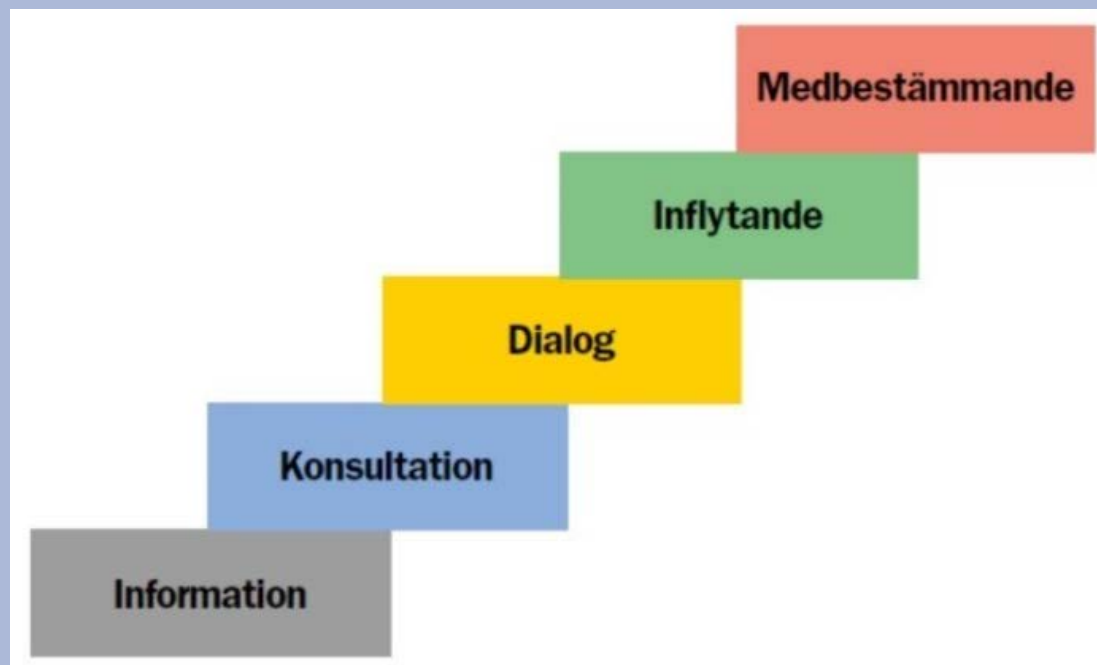 Medbestämmande
Inflytande
Dialog
Konsultation
Information